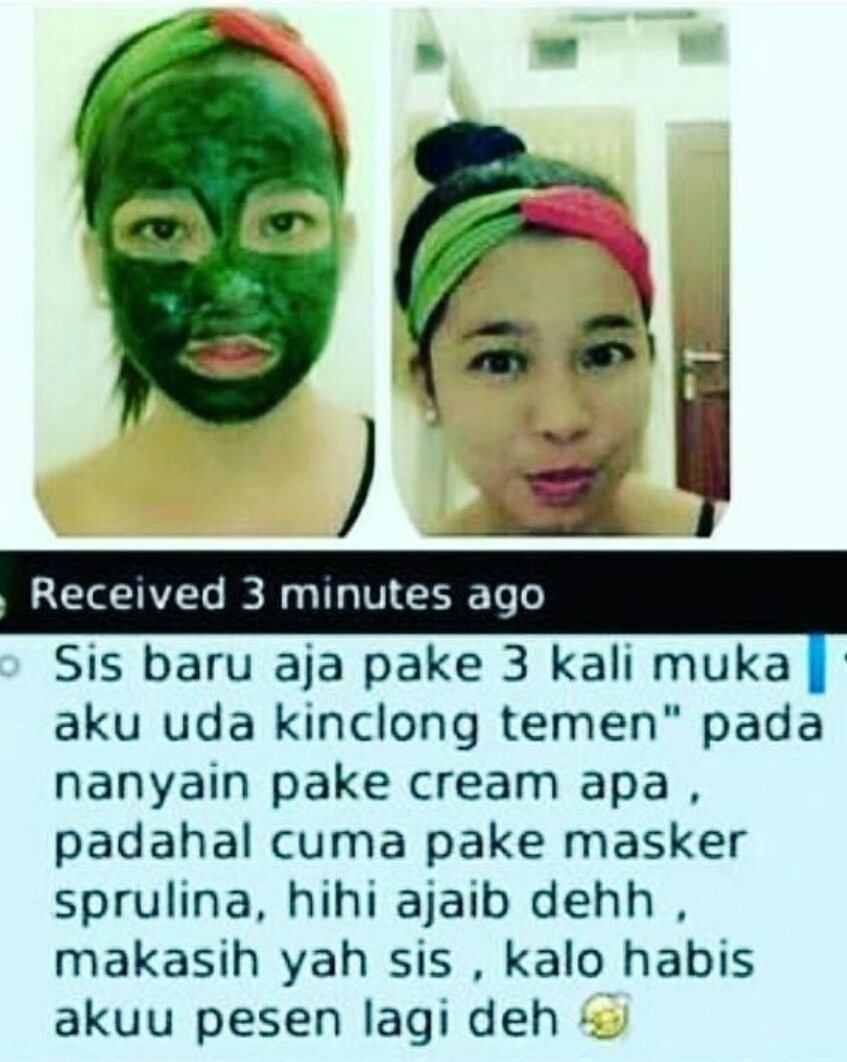 Received 3 minutes ago
Sis baru aja pake 3 kali muka
aku uda kinclong temen" pada
nanyain pake cream apa ,
padahal cuma pake masker
sprulina, hihi ajaib dehh ,
makasih yah sis , kalo habis
akuu pesen lagi deh